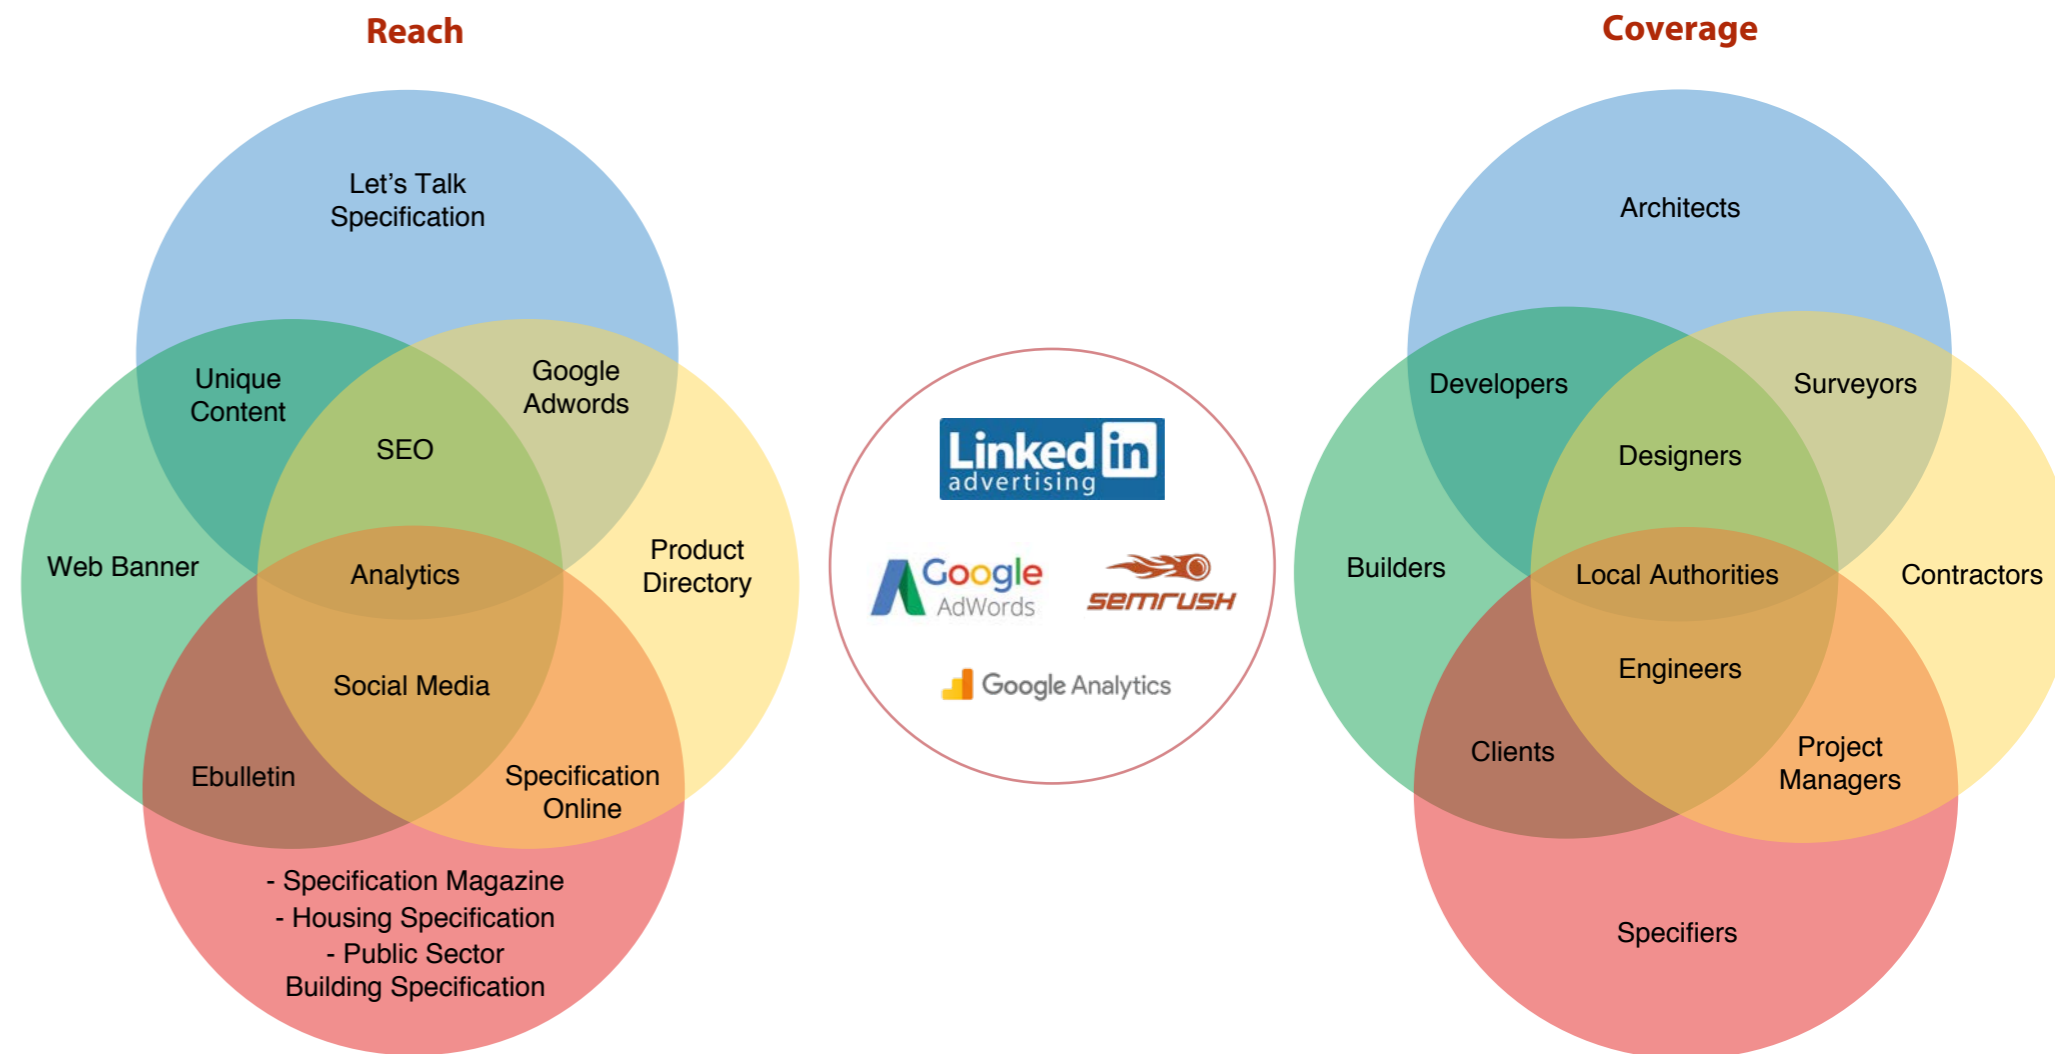 Reach
Let's Talk
Specification
Unique
Content
Google
Adwords
SEO
Web Banner
Analytics
Product
Directory
Social Media
Ebulletin
Specification
Online
- Specification Magazine
- Housing Specification
- Public Sector
Building Specification
Linked in
advertising
Google
AdWords
semrush
Google Analytics
Coverage
Architects
Developers
Surveyors
Designers
Builders
Local Authorities
Contractors
Engineers
Clients
Project
Managers
Specifiers